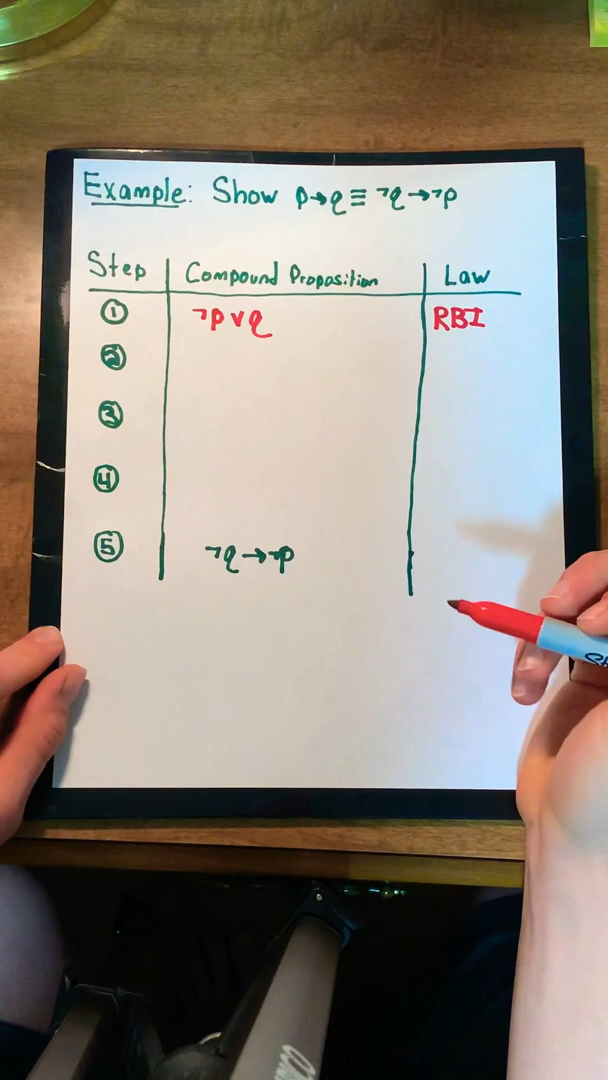 Example: Show p→q ≡ ¬q→¬p
Step Compound Proposition Law
① ¬p∨q RBI
②
③
④
⑤ ¬q→¬p